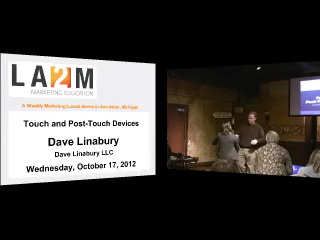 LA2M
MARKETING EDUCATION
A Weekly Marketing Lunch Series in Ann Arbor, Michigan
Touch and Post-Touch Devices
Dave Linabury
Dave Linabury LLC
Wednesday, October 17, 2012